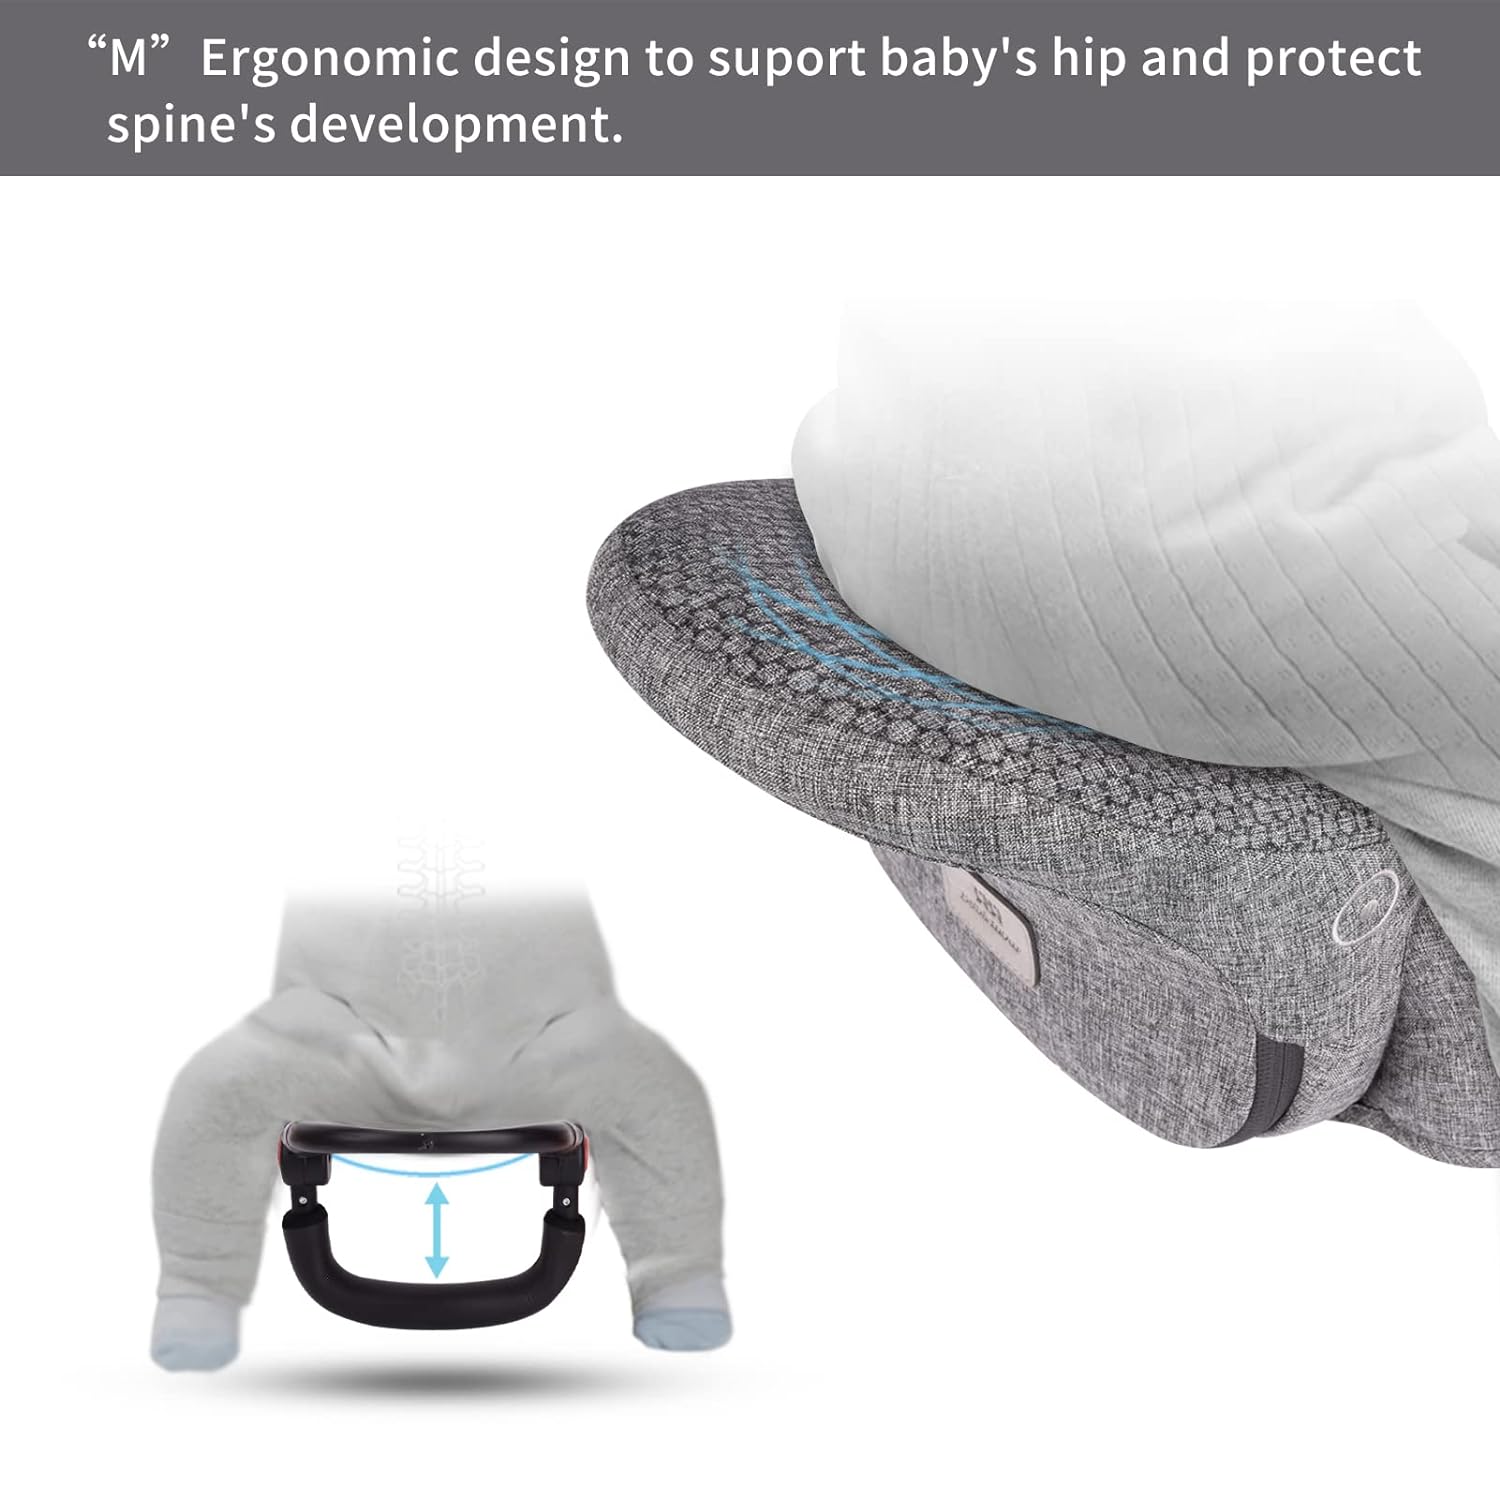 “M” Ergonomic design to suport baby's hip and protect
spine's development.